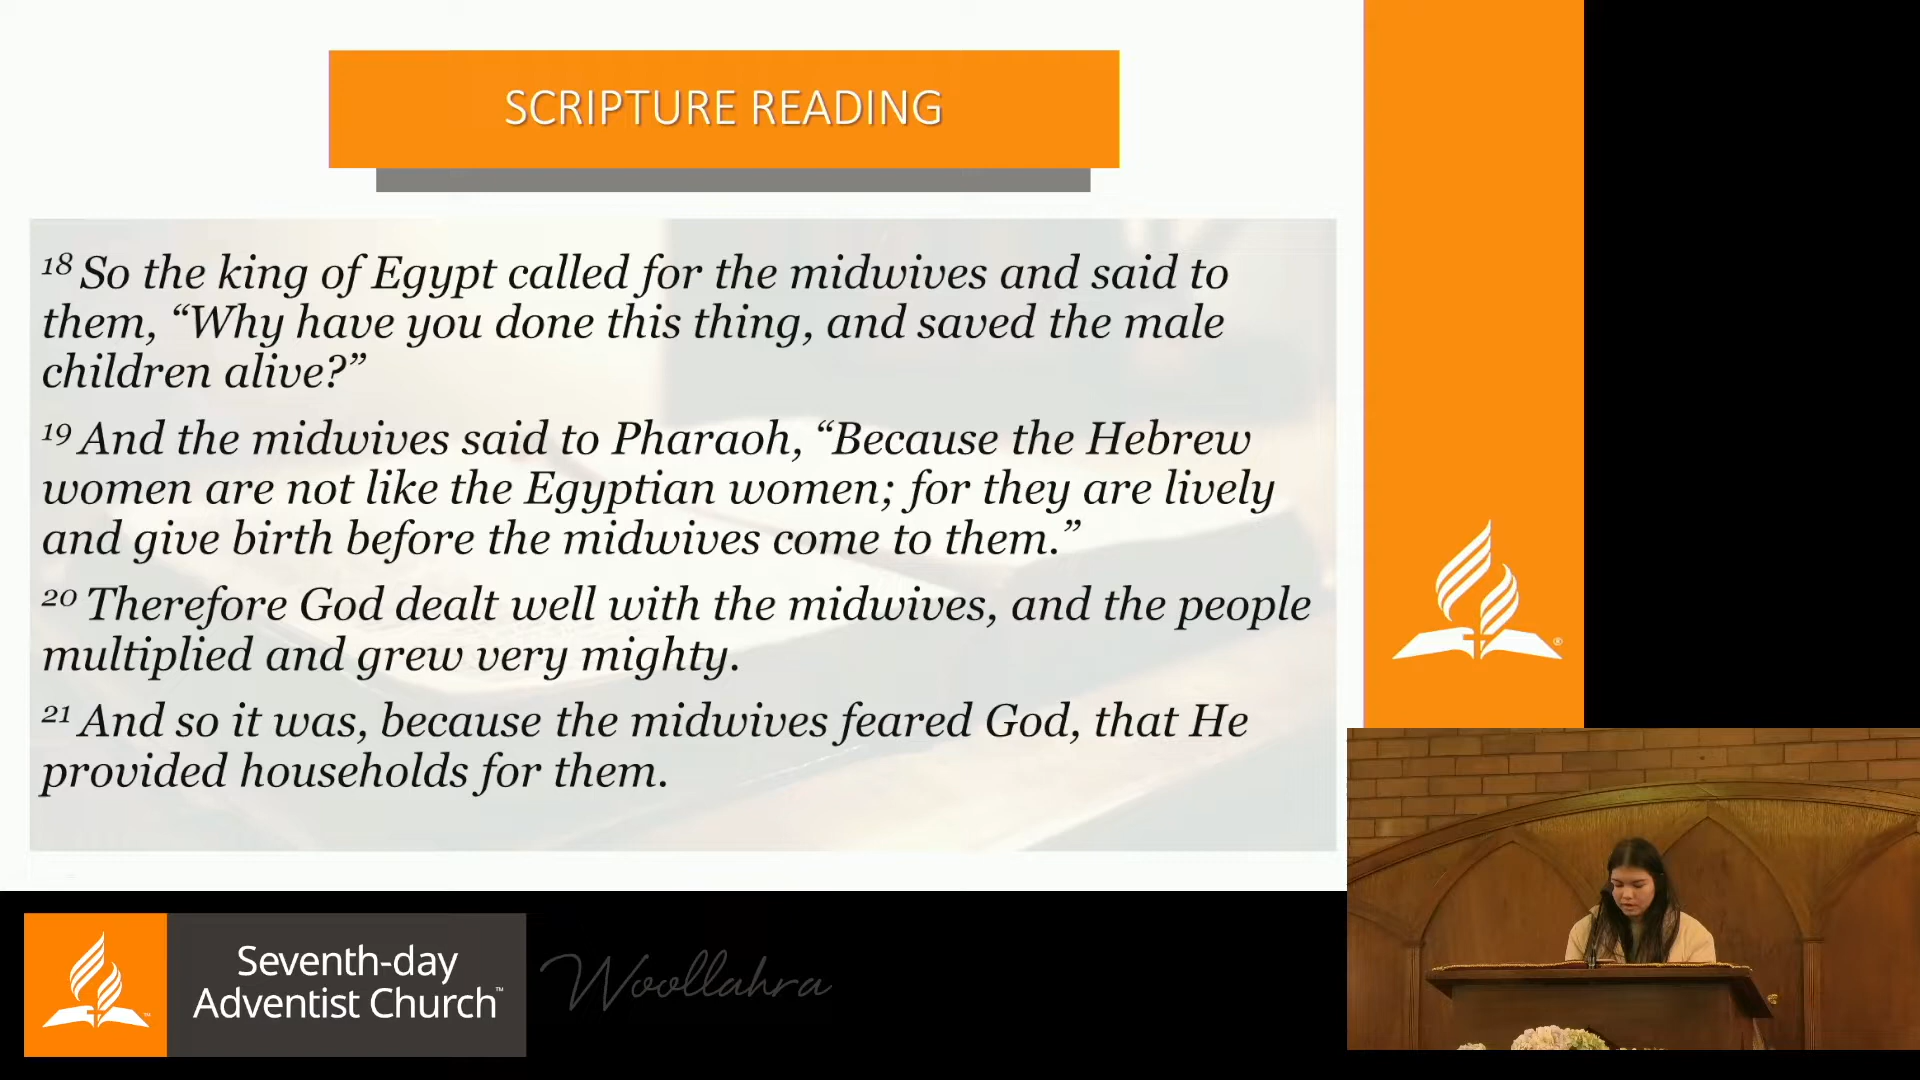 SCRIPTURE READING
18 So the king of Egypt called for the midwives and said to
them, “Why have you done this thing, and saved the male
children alive?”
19 And the midwives said to Pharaoh, “Because the Hebrew
women are not like the Egyptian women; for they are lively
and give birth before the midwives come to them.”
20 Therefore God dealt well with the midwives, and the people
multiplied and grew very mighty.
21 And so it was, because the midwives feared God, that He
provided households for them.
®
Seventh-day
Adventist Church™
Woollahra